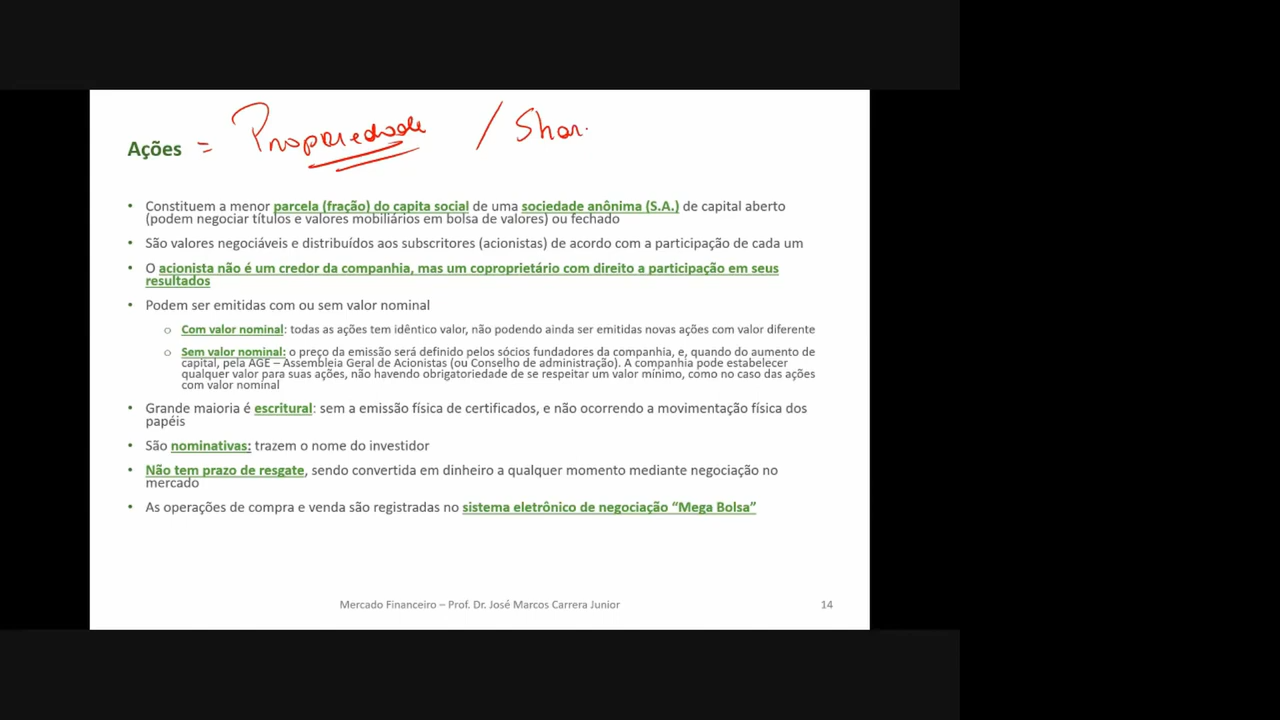 Ações = Propriedade / Shar.
• Constituem a menor parcela (fração) do capita social de uma sociedade anônima (S.A.) de capital aberto
(podem negociar títulos e valores mobiliários em bolsa de valores) ou fechado
• São valores negociáveis e distribuídos aos subscritores (acionistas) de acordo com a participação de cada um
• O acionista não é um credor da companhia, mas um coproprietário com direito a participação em seus
resultados
• Podem ser emitidas com ou sem valor nominal
o Com valor nominal: todas as ações tem idêntico valor, não podendo ainda ser emitidas novas ações com valor diferente
o Sem valor nominal: o preço da emissão será definido pelos sócios fundadores da companhia, e, quando do aumento de
capital, pela AGE – Assembleia Geral de Acionistas (ou Conselho de administração). A companhia pode estabelecer
qualquer valor para suas ações, não havendo obrigatoriedade de se respeitar um valor mínimo, como no caso das ações
com valor nominal
• Grande maioria é escritural: sem a emissão física de certificados, e não ocorrendo a movimentação física dos
papéis
• São nominativas: trazem o nome do investidor
• Não tem prazo de resgate, sendo convertida em dinheiro a qualquer momento mediante negociação no
mercado
• As operações de compra e venda são registradas no sistema eletrônico de negociação “Mega Bolsa”
Mercado Financeiro – Prof. Dr. José Marcos Carrera Junior 14